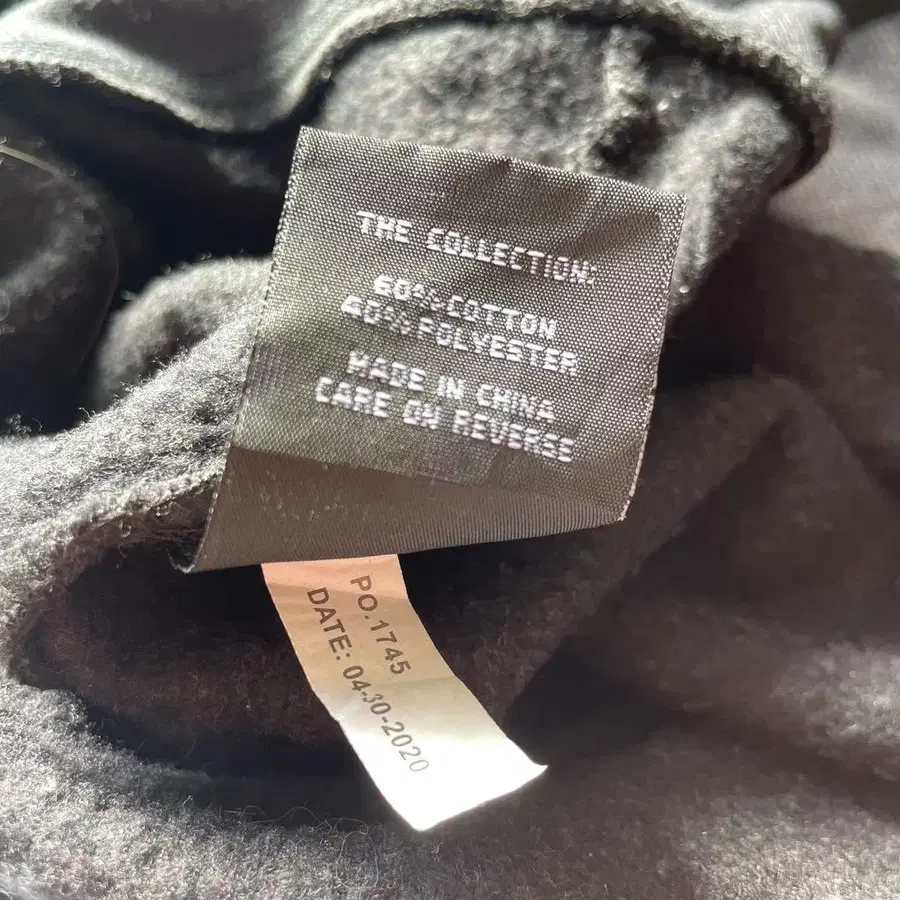 THE COLLECTION:
60% COTTON
40% POLYESTER
MADE IN CHINA
CARE ON REVERSE
PO.1745
DATE: 04-30-2020